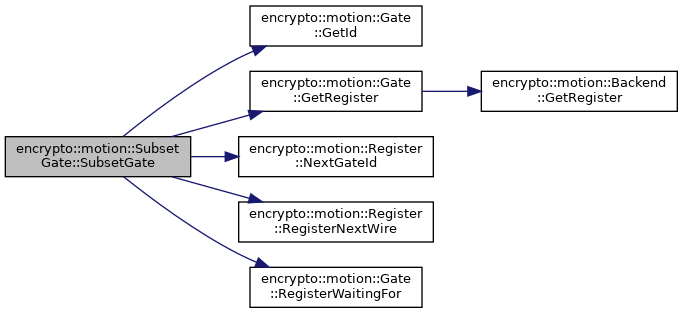 encrypto::motion::Gate
::GetId
encrypto::motion::Gate
::GetRegister
encrypto::motion::Backend
::GetRegister
encrypto::motion::Subset
Gate::SubsetGate
encrypto::motion::Register
::NextGateId
encrypto::motion::Register
::RegisterNextWire
encrypto::motion::Gate
::RegisterWaitingFor